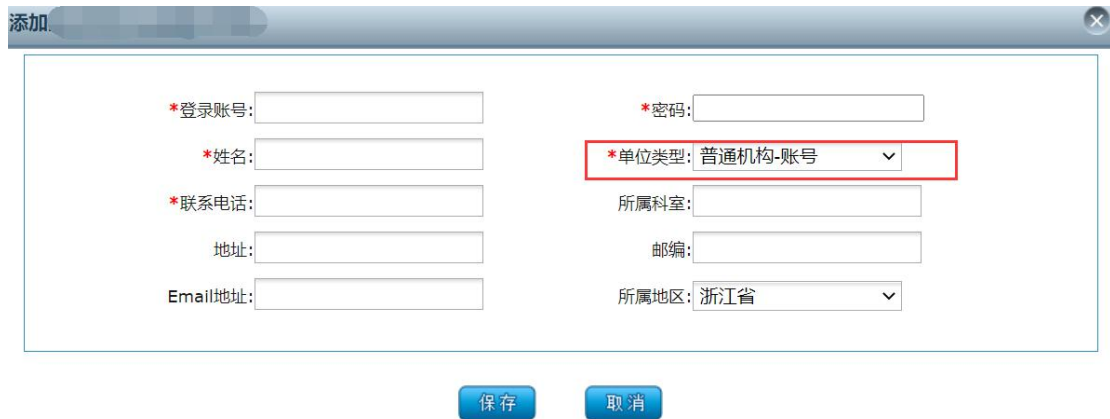 添加
*登录账号: *密码:
*姓名: *单位类型: 普通机构-账号
*联系电话: 所属科室:
地址: 邮编:
Email地址: 所属地区: 浙江省
保存 取消